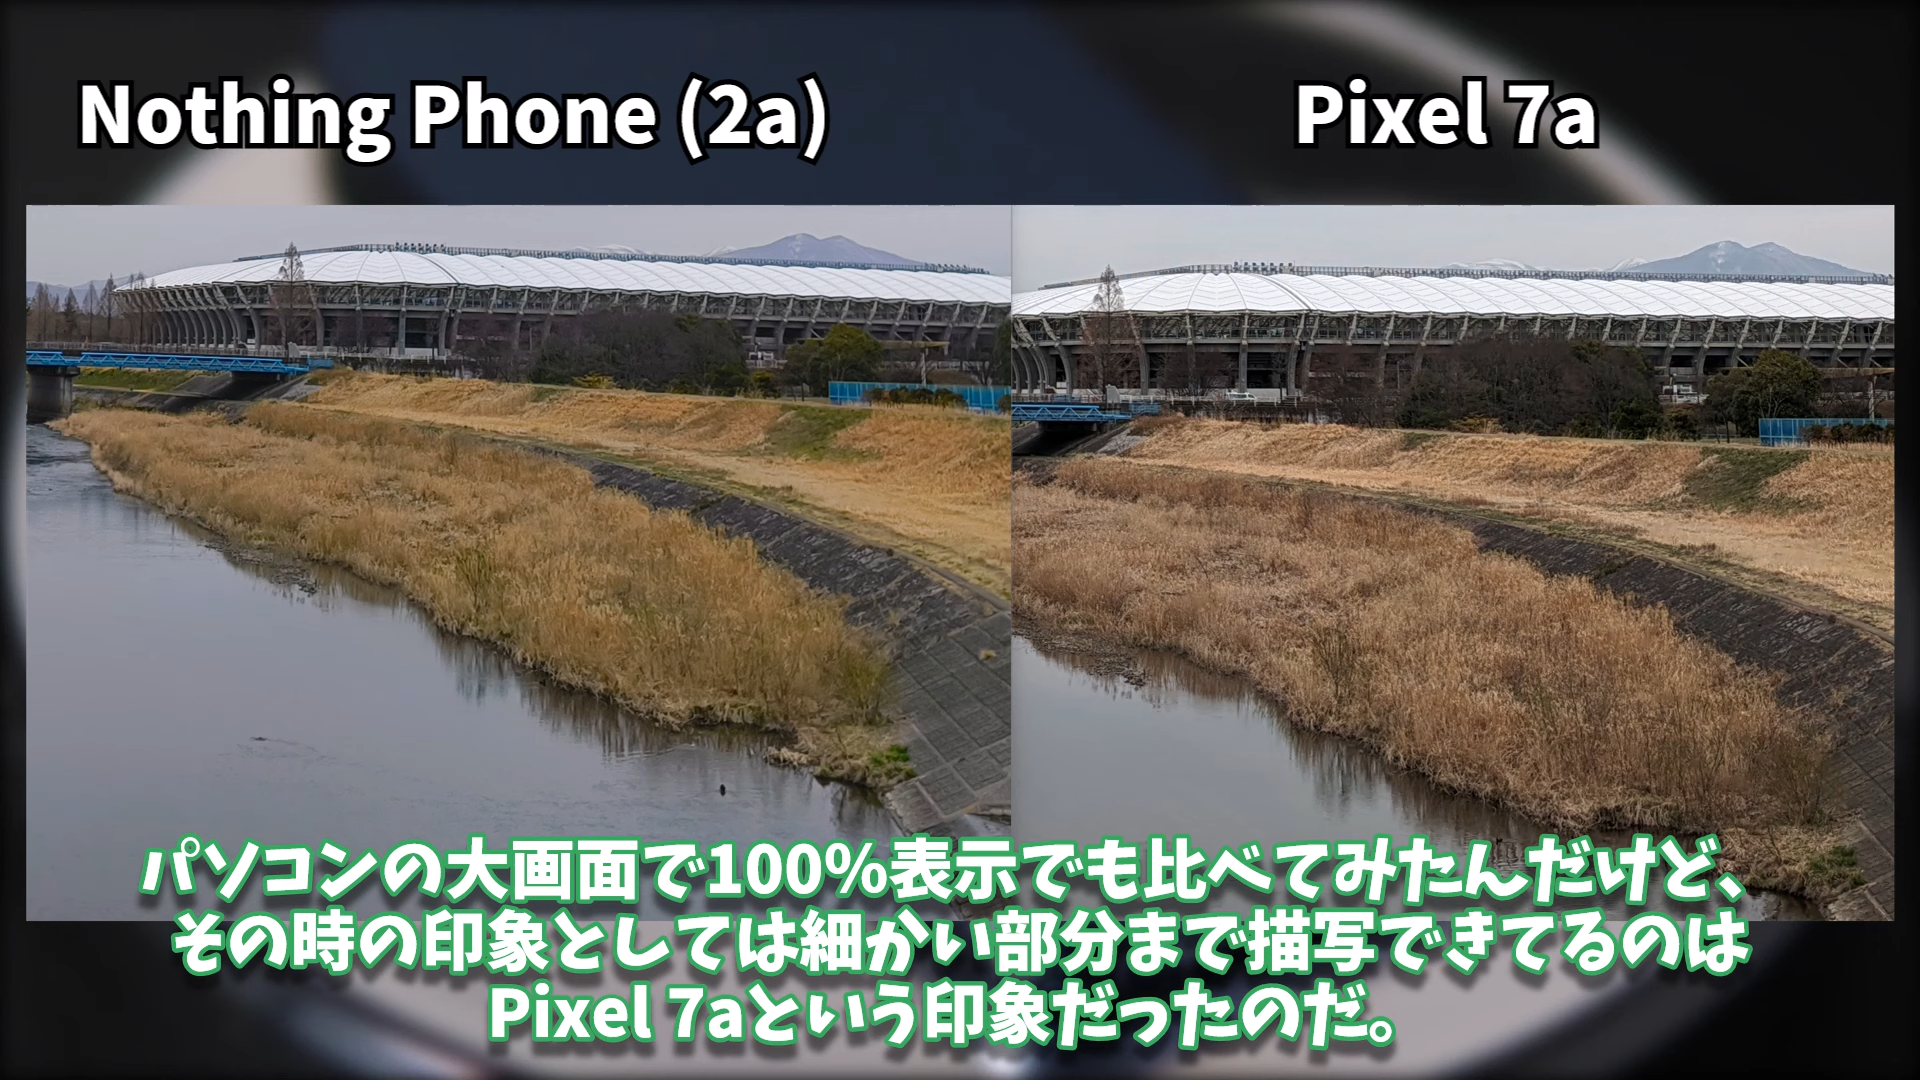 Nothing Phone (2a)
Pixel 7a
パソコンの大画面で100%表示でも比べてみたんだけど、
その時の印象としては細かい部分まで描写できてるのは
Pixel 7aという印象だったのだ。